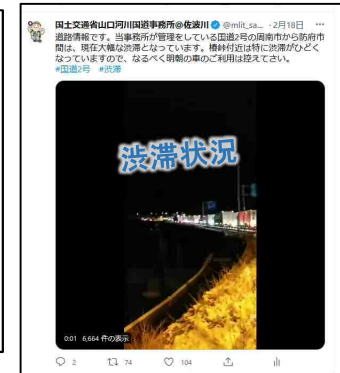 国土交通省山口河川国道事務所@佐波川 @mlit_sa... ・2月18日
道路情報です。当事務所が管理をしている国道2号の周南市から防府市
間は、現在大幅な渋滞となっています。椿峠付近は特に渋滞がひどく
なっていますので、なるべく明朝の車のご利用は控えてさい。
#国道2号 #渋滞
渋滞状況
0:01 6,664 件の表示
2 74 104